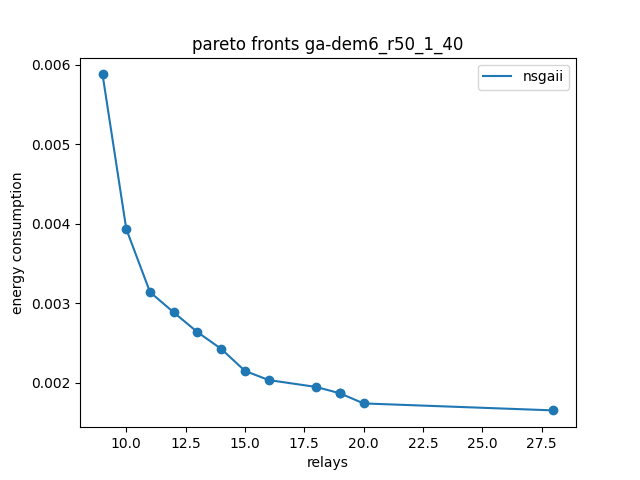 pareto fronts ga-dem6_r50_1_40
nsgaii
0.006
0.005
0.004
0.003
0.002
energy consumption
10.0 12.5 15.0 17.5 20.0 22.5 25.0 27.5
relays